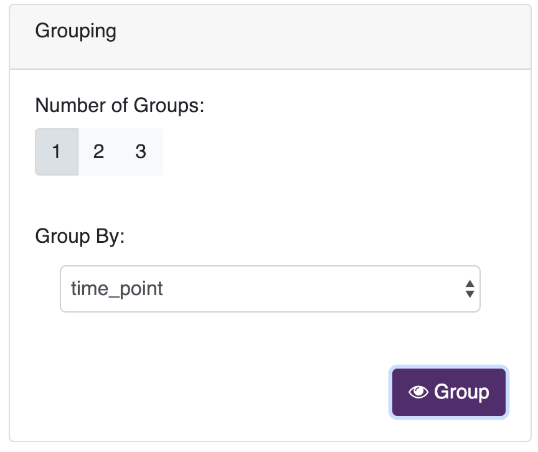 Grouping
Number of Groups:
1 2 3
Group By:
time_point
Group